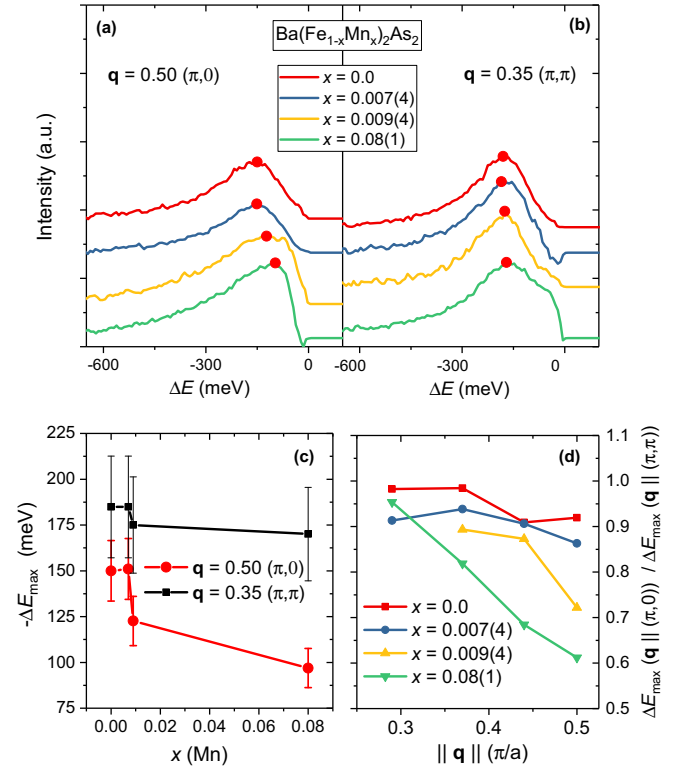 (a)
Ba(Fe₁₋ₓMnₓ)₂As₂
(b)
q = 0.50 (π,0)
q = 0.35 (π,π)
x = 0.0
x = 0.007(4)
x = 0.009(4)
x = 0.08(1)
Intensity (a.u.)
-600
-300
0
-600
-300
0
ΔE (meV)
ΔE (meV)
(c)
225
200
175
150
125
100
75
-ΔEmax (meV)
q = 0.50 (π,0)
q = 0.35 (π,π)
0.00
0.02
0.04
0.06
0.08
x (Mn)
(d)
1.1
1.0
0.9
0.8
0.7
0.6
0.5
x = 0.0
x = 0.007(4)
x = 0.009(4)
x = 0.08(1)
0.3
0.4
0.5
|| q || (π/a)
ΔEmax (q || (π,0)) / ΔEmax (q || (π,π))